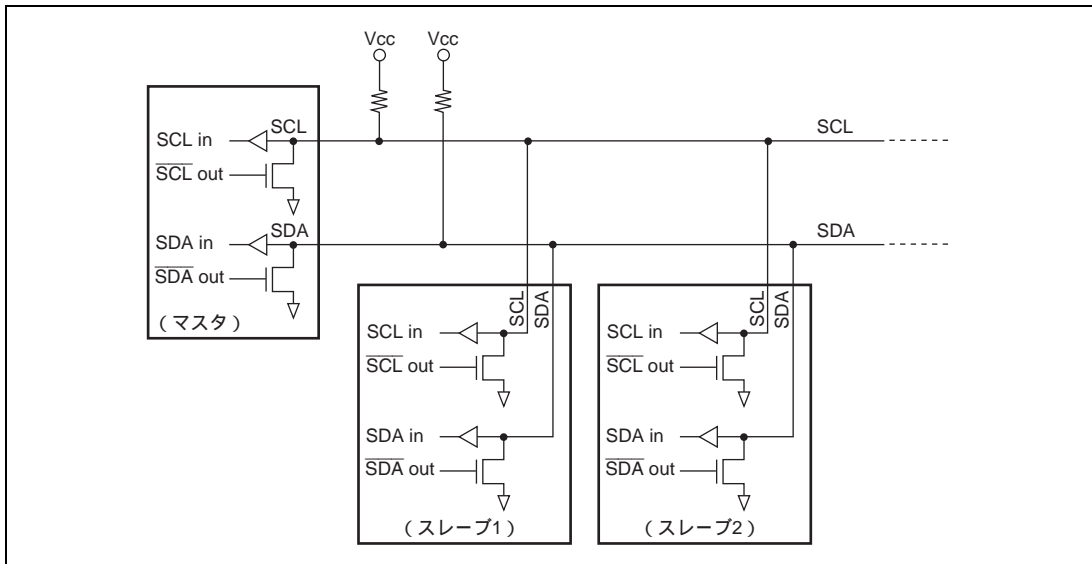 Vcc Vcc
SCL in SCL SCL
SCL out
SDA in SDA SDA
SDA out
(マスタ)
SCL SDA
SCL in
SCL out
SDA in
SDA out
(スレーブ1)
SCL SDA
SCL in
SCL out
SDA in
SDA out
(スレーブ2)